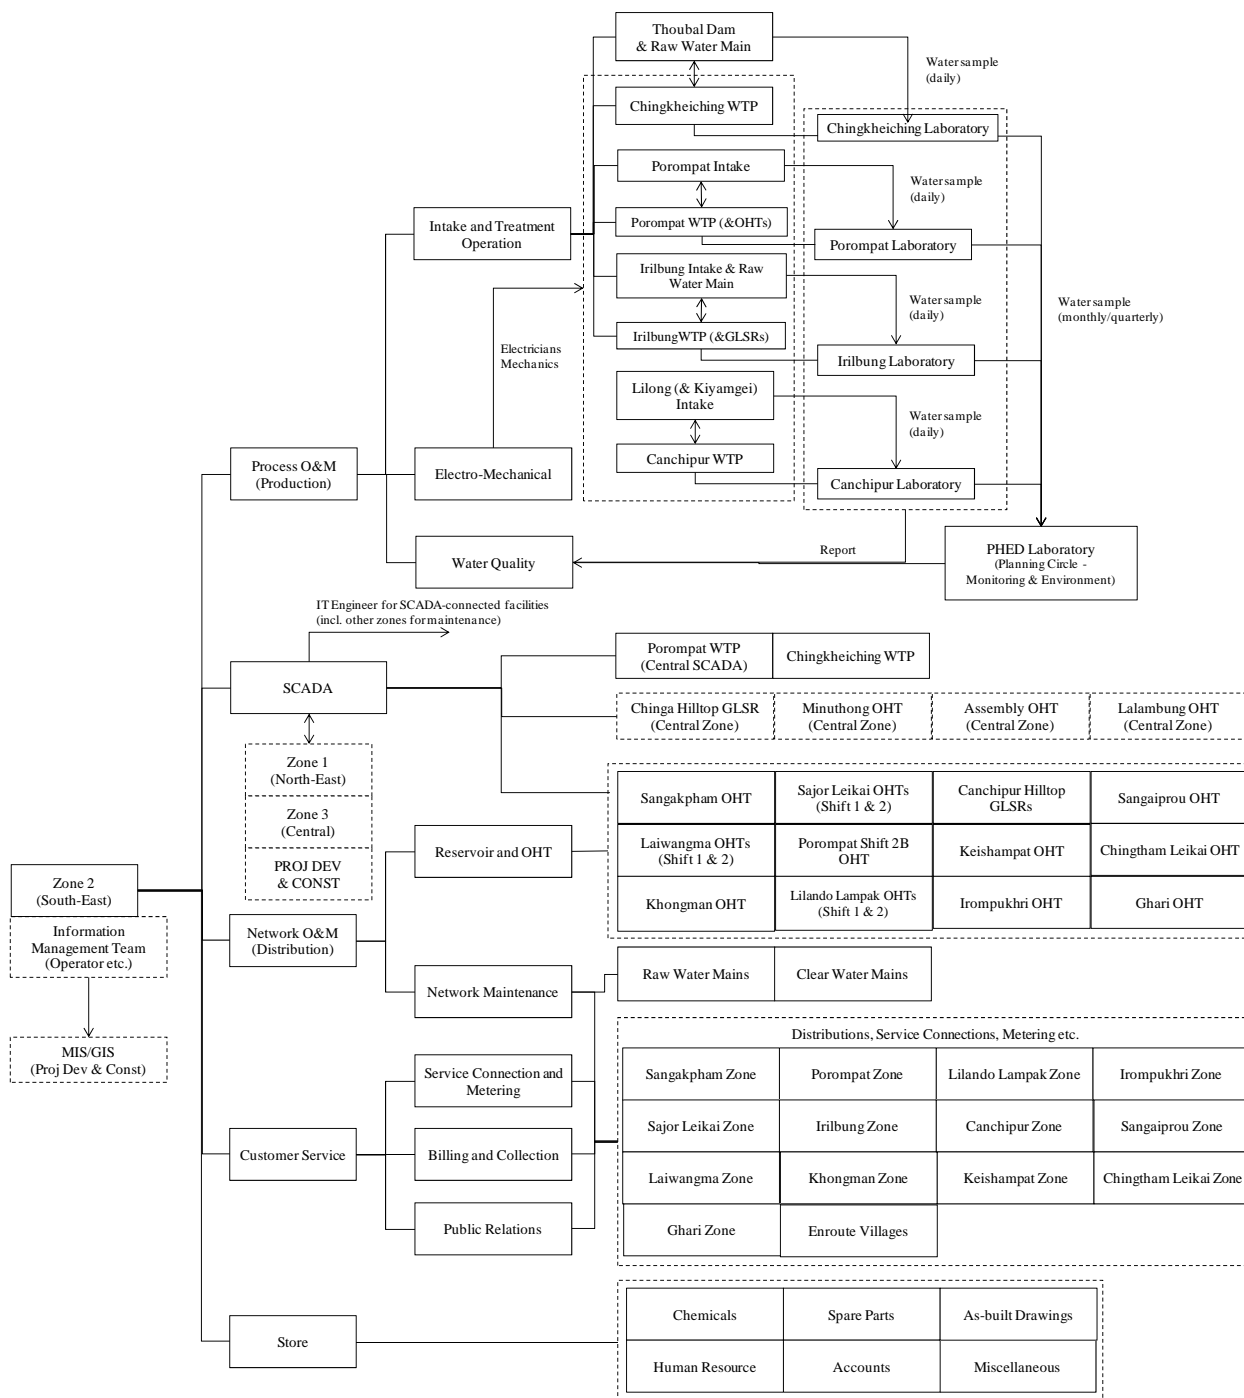 Thoubal Dam
& Raw Water Main
Water sample
(daily)
Chingkheiching WTP
Chingkheiching Laboratory
Porompat Intake
Water sample
(daily)
Intake and Treatment
Operation
Porompat WTP (&OHTs)
Porompat Laboratory
Irilbung Intake & Raw
Water Main
Water sample
(daily)
Water sample
(monthly/quarterly)
IrilbungWTP (&GLSRs)
Electricians
Mechanics
Irilbung Laboratory
Lilong (& Kiyamgei)
Intake
Water sample
(daily)
Canchipur WTP
Process O&M
(Production)
Electro-Mechanical
Canchipur Laboratory
Water Quality
Report
PHED Laboratory
(Planning Circle -
Monitoring & Environment)
IT Engineer for SCADA-connected facilities
(incl. other zones for maintenance)
SCADA
Porompat WTP
(Central SCADA)
Chingkheiching WTP
Chinga Hilltop GLSR
(Central Zone)
Minuthong OHT
(Central Zone)
Assembly OHT
(Central Zone)
Lalambung OHT
(Central Zone)
Zone 1
(North-East)
Zone 3
(Central)
PROJ DEV
& CONST
Sangakpham OHT
Sajor Leikai OHTs
(Shift 1 & 2)
Canchipur Hilltop
GLSRs
Sangaiprou OHT
Reservoir and OHT
Laiwangma OHTs
(Shift 1 & 2)
Porompat Shift 2B
OHT
Keishampat OHT
Chingtham Leikai OHT
Khongman OHT
Lilando Lampak OHTs
(Shift 1 & 2)
Irompukhri OHT
Ghari OHT
Zone 2
(South-East)
Information
Management Team
(Operator etc.)
Network O&M
(Distribution)
Network Maintenance
Raw Water Mains
Clear Water Mains
MIS/GIS
(Proj Dev & Const)
Distributions, Service Connections, Metering etc.
Service Connection and
Metering
Sangakpham Zone
Porompat Zone
Lilando Lampak Zone
Irompukhri Zone
Sajor Leikai Zone
Irilbung Zone
Canchipur Zone
Sangaiprou Zone
Customer Service
Billing and Collection
Laiwangma Zone
Khongman Zone
Keishampat Zone
Chingtham Leikai Zone
Public Relations
Ghari Zone
Enroute Villages
Store
Chemicals
Spare Parts
As-built Drawings
Human Resource
Accounts
Miscellaneous